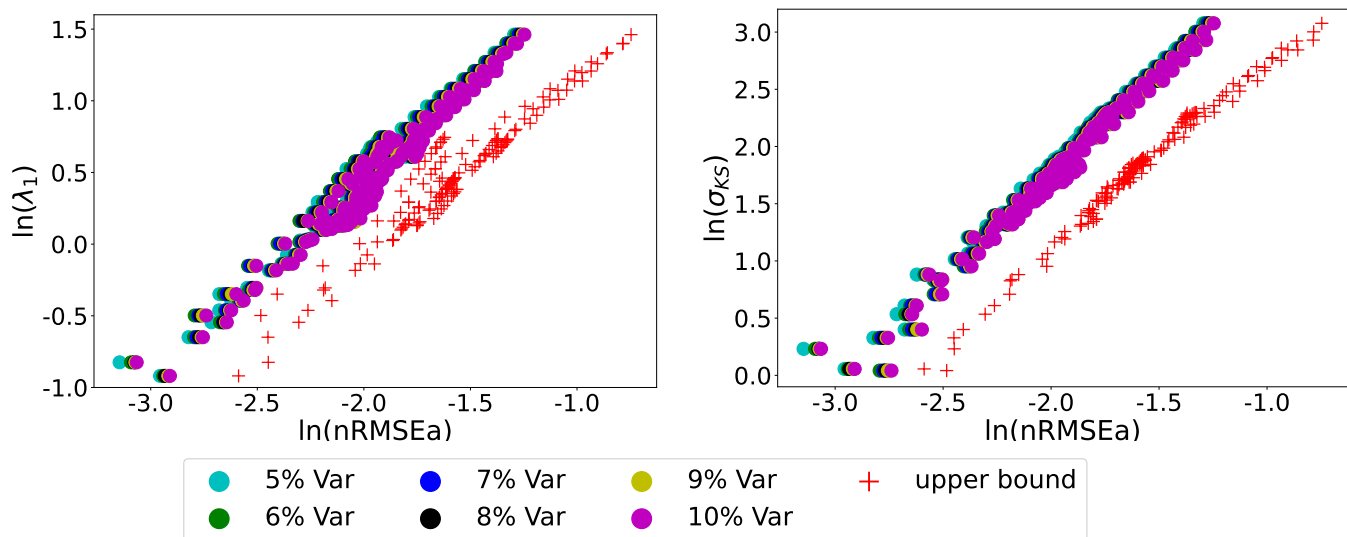 1.5
1.0
0.5
0.0
-0.5
-1.0
ln(λ1)
-3.0 -2.5 -2.0 -1.5 -1.0
ln(nRMSEa)
3.0
2.5
2.0
1.5
1.0
0.5
0.0
ln(σKS)
-3.0 -2.5 -2.0 -1.5 -1.0
ln(nRMSEa)
5% Var 7% Var 9% Var upper bound
6% Var 8% Var 10% Var